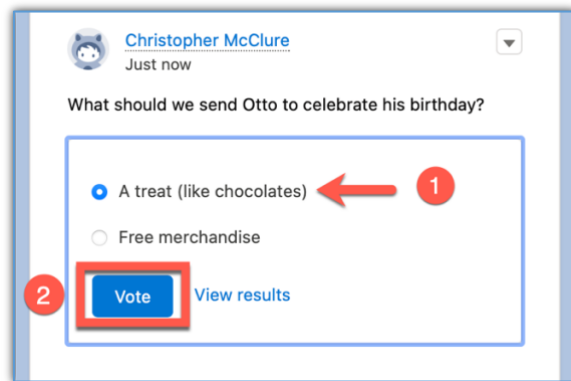 Christopher McClure
Just now
What should we send Otto to celebrate his birthday?
A treat (like chocolates)
1
Free merchandise
2
Vote
View results